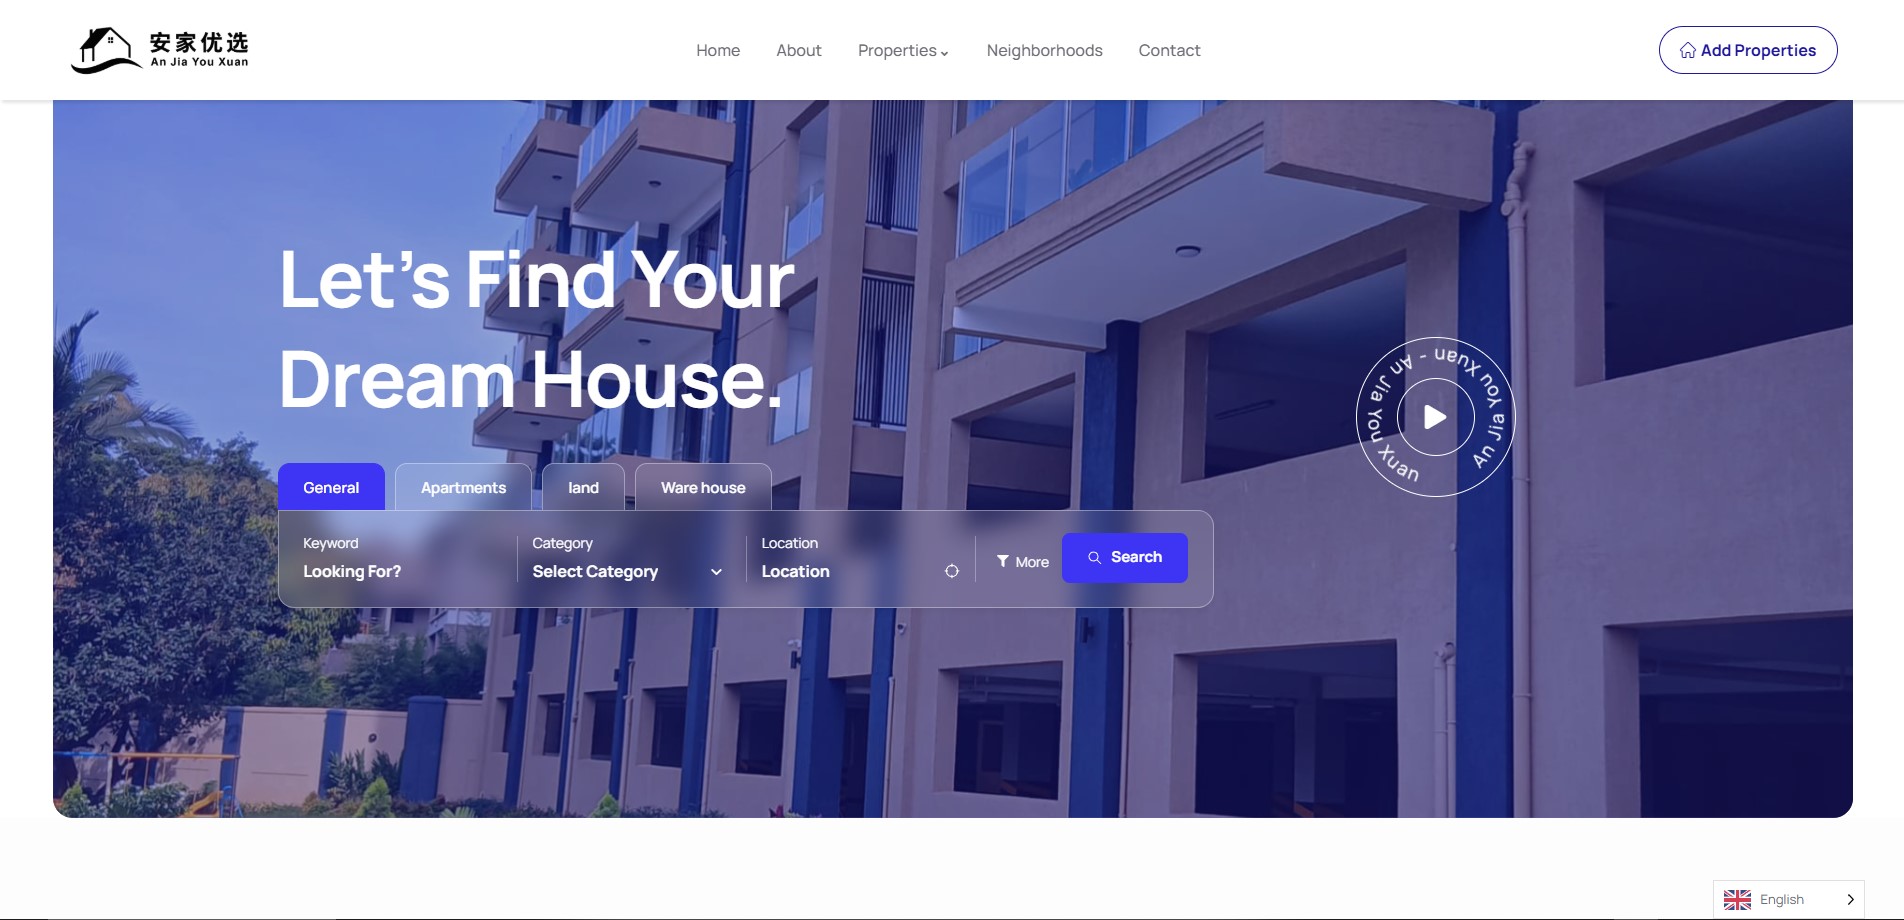 安家优选
An Jia You Xuan
Home
About
Properties
Neighborhoods
Contact
Add Properties
Let's Find Your
Dream House.
An Jia You Xuan - An Jia You Xuan
General
Apartments
land
Ware house
Keyword
Looking For?
Category
Select Category
Location
Location
More
Search
English